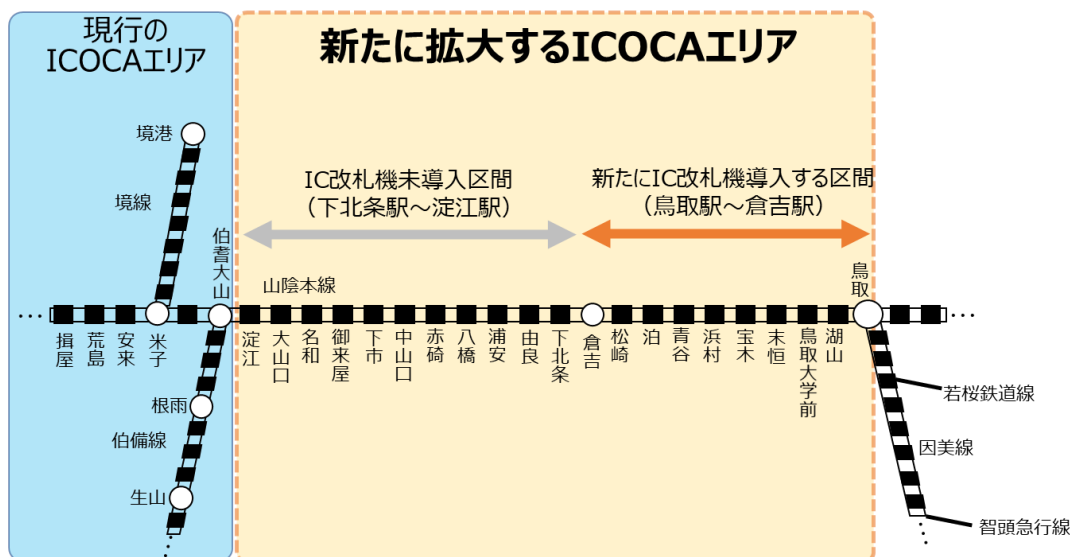 現行の
ICOCAエリア
新たに拡大するICOCAエリア
境港
境線
IC改札機未導入区間
（下北条駅～淀江駅）
新たにIC改札機導入する区間
（鳥取駅～倉吉駅）
伯耆大山
山陰本線
鳥取
揖屋
荒島
安来
米子
淀江
大山口
名和
御来屋
下市
中山口
赤碕
八橋
浦安
由良
下北条
倉吉
松崎
泊
青谷
浜村
宝木
末恒
鳥取大学前
湖山
根雨
伯備線
生山
若桜鉄道線
因美線
智頭急行線